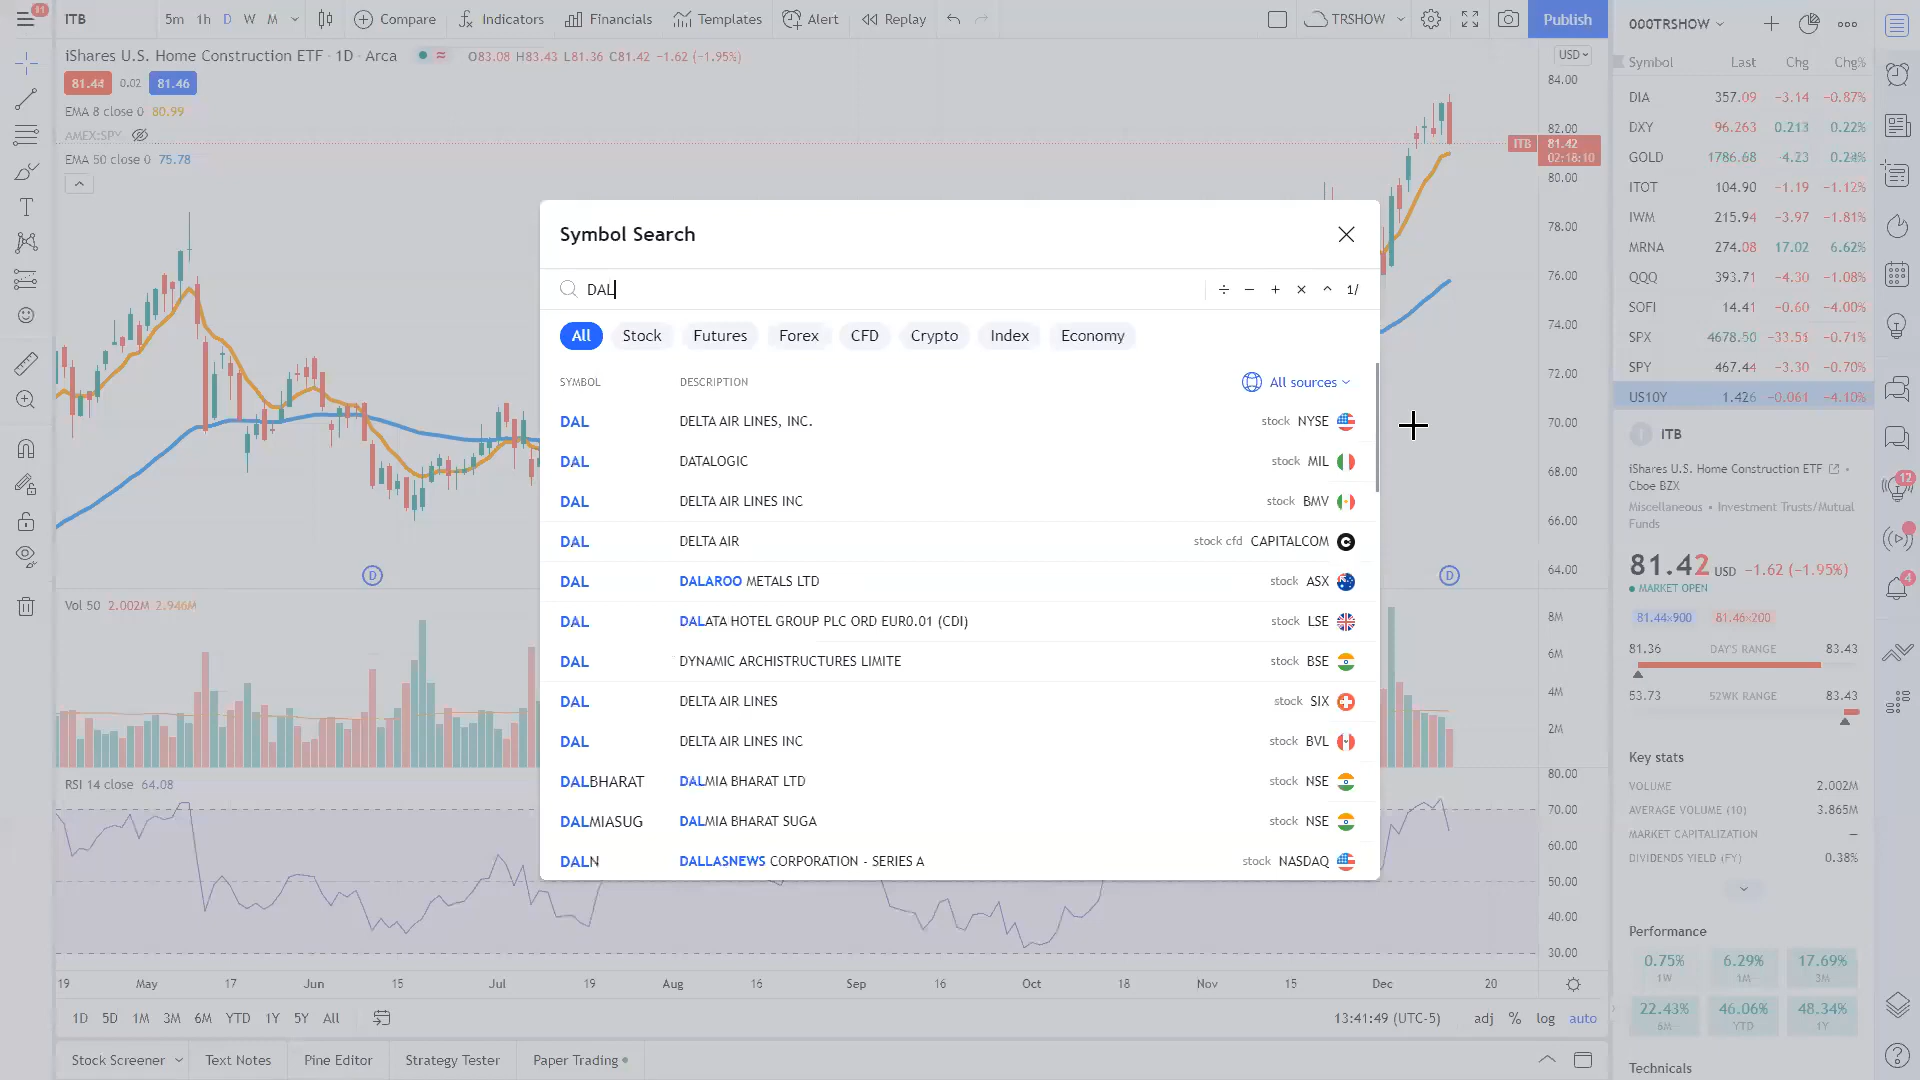 81
ITB
5m 1h D W M
Compare
Indicators
Financials
Templates
Alert
Replay
TRSHOW
Publish
iShares U.S. Home Construction ETF · 1D · Arca
O83.08 H83.43 L81.36 C81.42 −1.62 (−1.95%)
81.44 0.02 81.46
EMA 8 close 0 80.99
AMEX:SPY
EMA 50 close 0 75.78
USD
84.00
82.00
ITB 81.42
02:18:10
80.00
78.00
76.00
74.00
72.00
70.00
68.00
66.00
64.00
Symbol Search
DAL
÷ − + × ^ 1/
All Stock Futures Forex CFD Crypto Index Economy
SYMBOL DESCRIPTION All sources
DAL DELTA AIR LINES, INC. stock NYSE
DAL DATALOGIC stock MIL
DAL DELTA AIR LINES INC stock BMV
DAL DELTA AIR stock cfd CAPITALCOM
DAL DALAROO METALS LTD stock ASX
DAL DALATA HOTEL GROUP PLC ORD EUR0.01 (CDI) stock LSE
DAL DYNAMIC ARCHISTRUCTURES LIMITE stock BSE
DAL DELTA AIR LINES stock SIX
DAL DELTA AIR LINES INC stock BVL
DALBHARAT DALMIA BHARAT LTD stock NSE
DALMIASUG DALMIA BHARAT SUGA stock NSE
DALN DALLASNEWS CORPORATION - SERIES A stock NASDAQ
D D
Vol 50 2.002M 2.946M
8M
6M
4M
2M
RSI 14 close 64.08
80.00
70.00
60.00
50.00
40.00
30.00
19 May 17 Jun 15 Jul 19 Aug 16 Sep 16 Oct 18 Nov 15 Dec 20
1D 5D 1M 3M 6M YTD 1Y 5Y All
13:41:49 (UTC-5) adj % log auto
Stock Screener Text Notes Pine Editor Strategy Tester Paper Trading
000TRSHOW
Symbol Last Chg Chg%
DIA 357.09 −3.14 −0.87%
DXY 96.263 0.213 0.22%
GOLD 1786.68 −4.23 0.24%
ITOT 104.90 −1.19 −1.12%
IWM 215.94 −3.97 −1.81%
MRNA 274.08 17.02 6.62%
QQQ 393.71 −4.30 −1.08%
SOFI 14.41 −0.60 −4.00%
SPX 4678.50 −33.51 −0.71%
SPY 467.44 −3.30 −0.70%
US10Y 1.426 −0.061 −4.10%
ITB
iShares U.S. Home Construction ETF ·
Cboe BZX
Miscellaneous • Investment Trusts/Mutual
Funds
81.42 USD −1.62 (−1.95%)
MARKET OPEN
81.44×900 81.46×200
81.36 DAY'S RANGE 83.43
53.73 52WK RANGE 83.43
Key stats
VOLUME 2.002M
AVERAGE VOLUME (10) 3.865M
MARKET CAPITALIZATION —
DIVIDENDS YIELD (FY) 0.38%
Performance
0.75% 6.29% 17.69%
1W 1M 3M
22.43% 46.06% 48.34%
6M YTD 1Y
Technicals
12
4